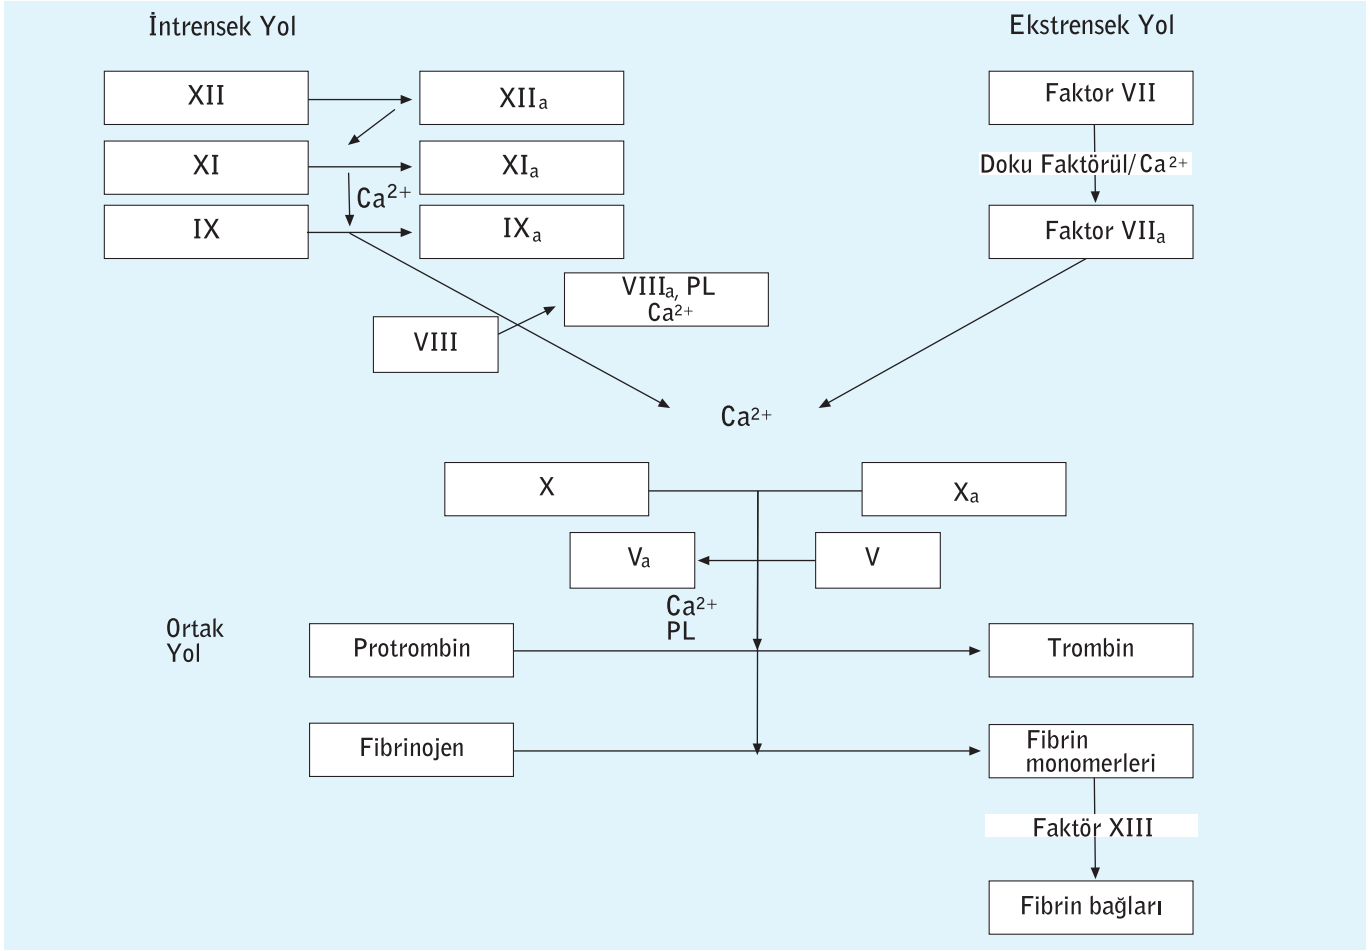 İntrensek Yol
Ekstrensek Yol
XII
XIIa
Faktor VII
XI
XIa
Doku Faktörül/Ca2+
Ca2+
IX
IXa
Faktor VIIa
VIIIa, PL
Ca2+
VIII
Ca2+
X
Xa
Va
V
Ca2+
PL
Ortak
Yol
Protrombin
Trombin
Fibrinojen
Fibrin
monomerleri
Faktör XIII
Fibrin bağları